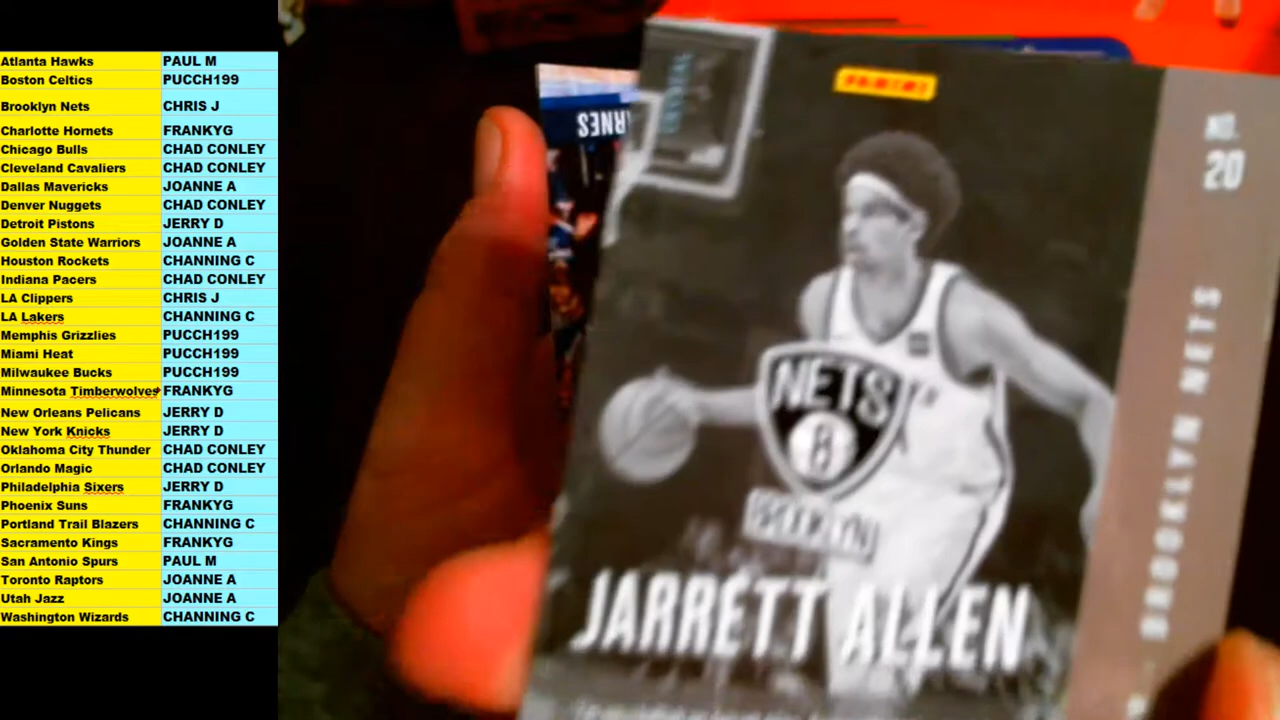 Atlanta Hawks PAUL M
Boston Celtics PUCCH199
Brooklyn Nets CHRIS J
Charlotte Hornets FRANKYG
Chicago Bulls CHAD CONLEY
Cleveland Cavaliers CHAD CONLEY
Dallas Mavericks JOANNE A
Denver Nuggets CHAD CONLEY
Detroit Pistons JERRY D
Golden State Warriors JOANNE A
Houston Rockets CHANNING C
Indiana Pacers CHAD CONLEY
LA Clippers CHRIS J
LA Lakers CHANNING C
Memphis Grizzlies PUCCH199
Miami Heat PUCCH199
Milwaukee Bucks PUCCH199
Minnesota Timberwolves FRANKYG
New Orleans Pelicans JERRY D
New York Knicks JERRY D
Oklahoma City Thunder CHAD CONLEY
Orlando Magic CHAD CONLEY
Philadelphia Sixers JERRY D
Phoenix Suns FRANKYG
Portland Trail Blazers CHANNING C
Sacramento Kings FRANKYG
San Antonio Spurs PAUL M
Toronto Raptors JOANNE A
Utah Jazz JOANNE A
Washington Wizards CHANNING C
PANINI
NO.
20
BROOKLYN NETS
NETS
JARRETT ALLEN